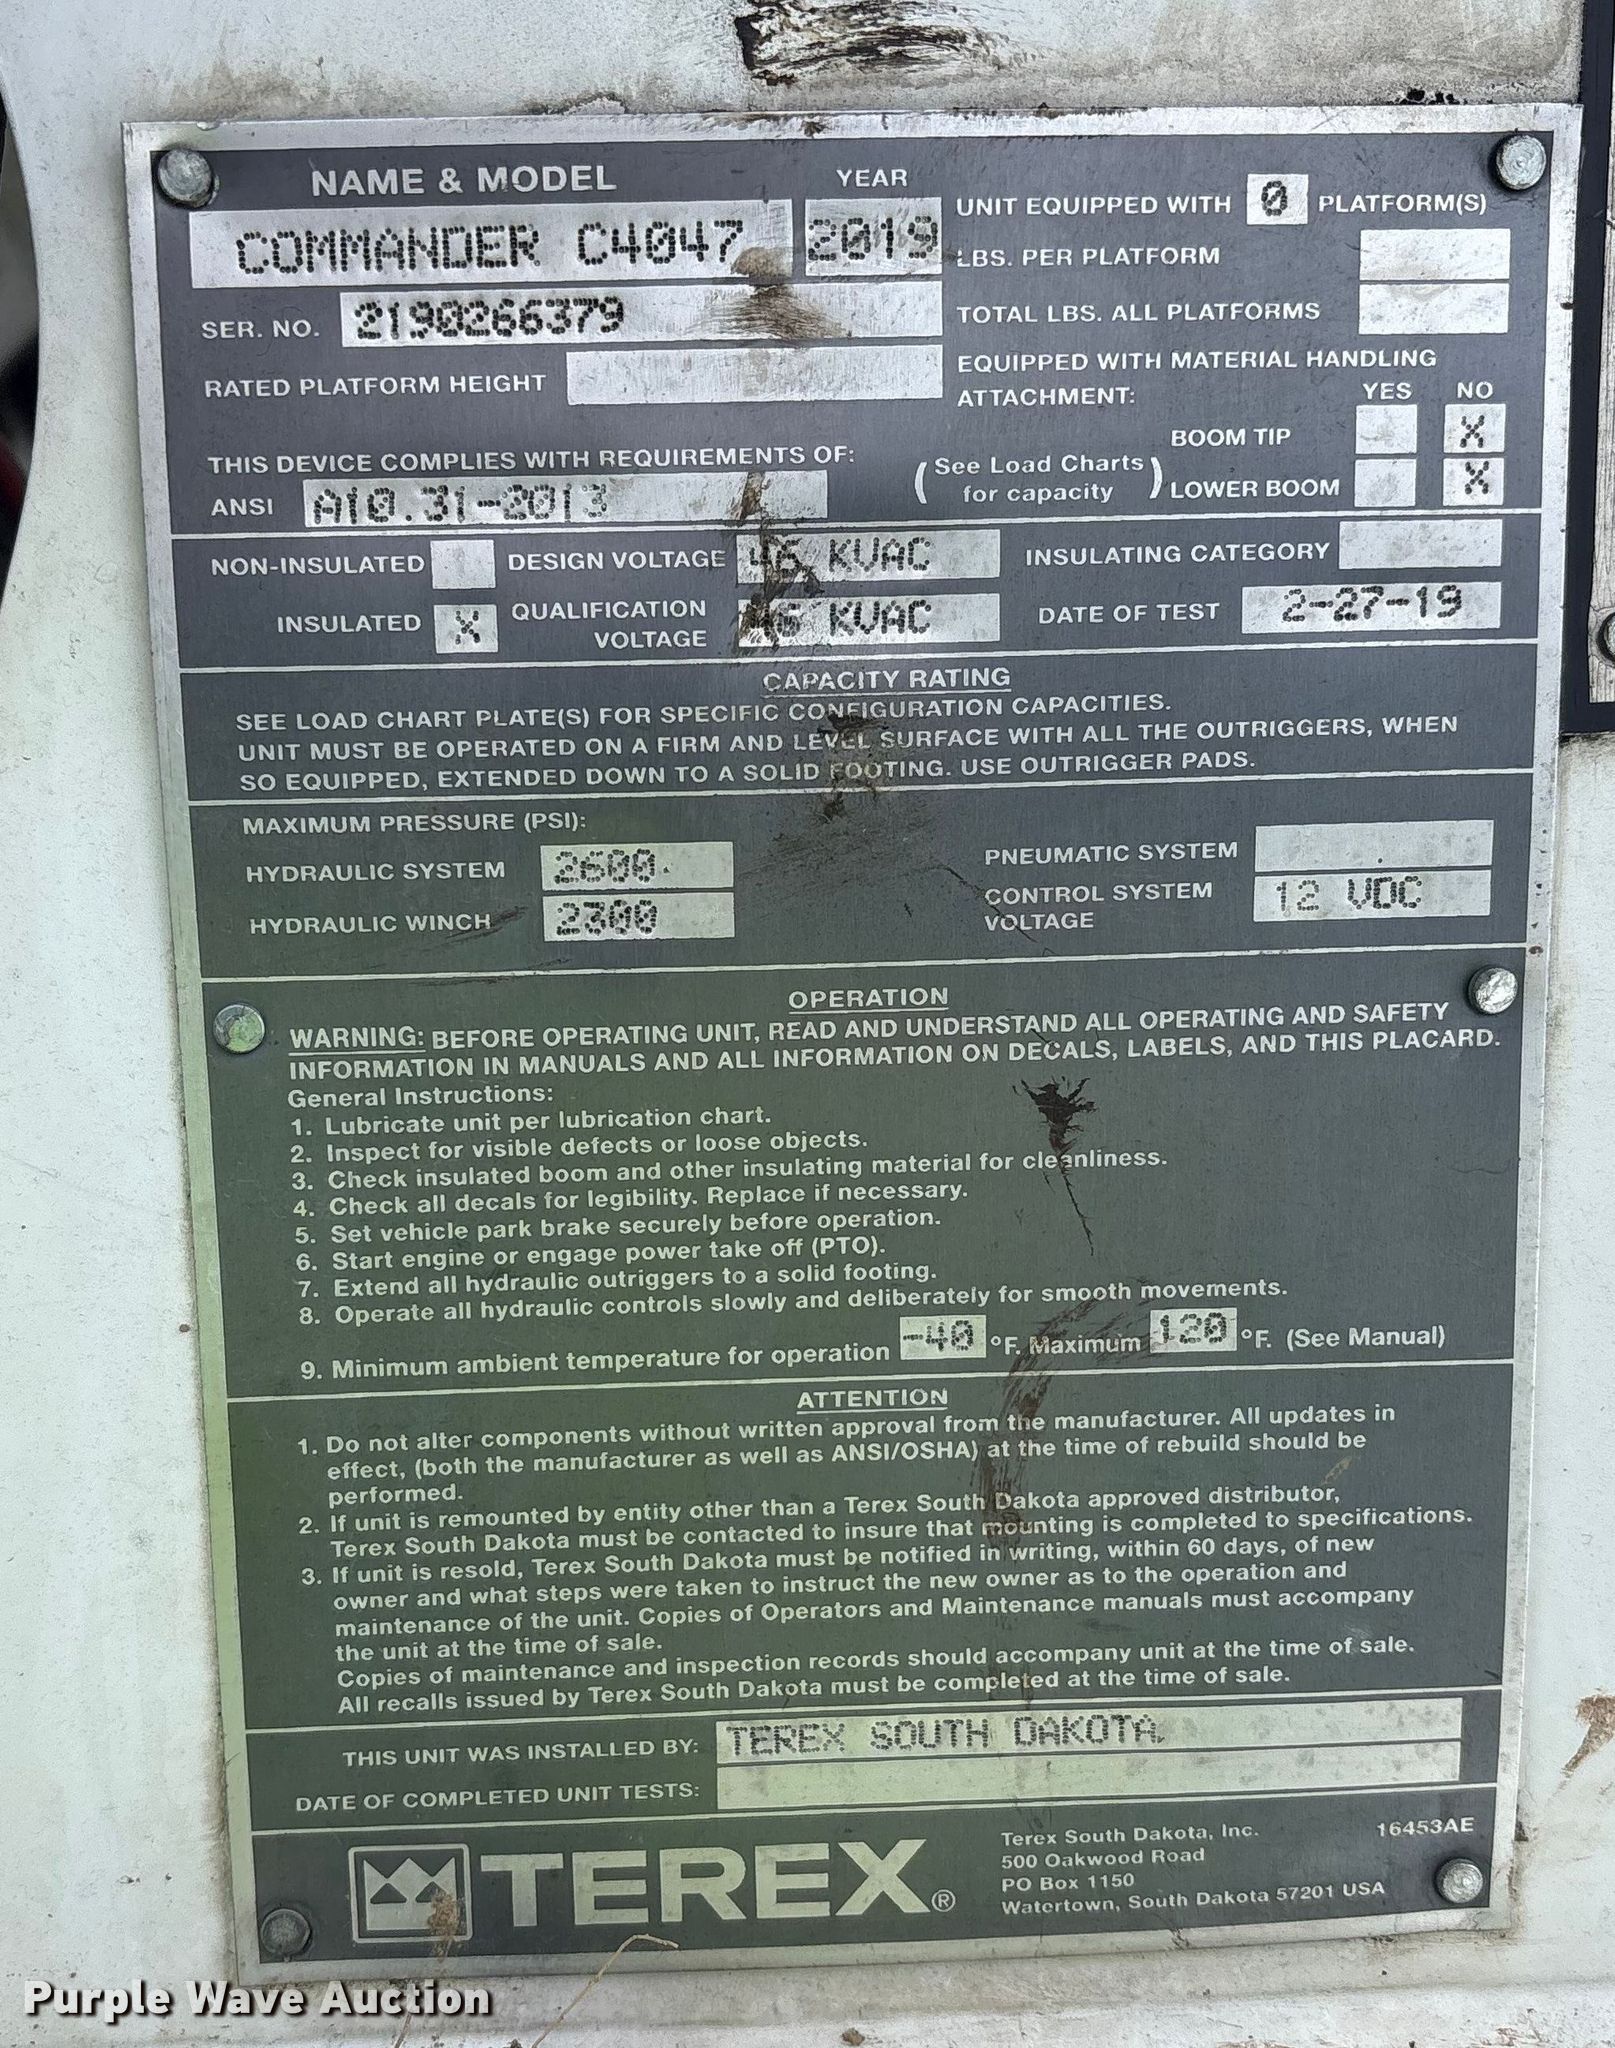 NAME & MODEL
COMMANDER C4047
YEAR
2019
UNIT EQUIPPED WITH 0 PLATFORM(S)
LBS. PER PLATFORM
SER. NO. 2190266379
TOTAL LBS. ALL PLATFORMS
RATED PLATFORM HEIGHT
EQUIPPED WITH MATERIAL HANDLING
ATTACHMENT:
YES NO
BOOM TIP X
THIS DEVICE COMPLIES WITH REQUIREMENTS OF:
ANSI A10.31-2013
(See Load Charts
for capacity)
LOWER BOOM X
NON-INSULATED
DESIGN VOLTAGE 46 KVAC
INSULATING CATEGORY
INSULATED X
QUALIFICATION
VOLTAGE 46 KVAC
DATE OF TEST 2-27-19
CAPACITY RATING
SEE LOAD CHART PLATE(S) FOR SPECIFIC CONFIGURATION CAPACITIES.
UNIT MUST BE OPERATED ON A FIRM AND LEVEL SURFACE WITH ALL THE OUTRIGGERS, WHEN
SO EQUIPPED, EXTENDED DOWN TO A SOLID FOOTING. USE OUTRIGGER PADS.
MAXIMUM PRESSURE (PSI):
HYDRAULIC SYSTEM 2600
PNEUMATIC SYSTEM
HYDRAULIC WINCH 2300
CONTROL SYSTEM
VOLTAGE 12 VDC
OPERATION
WARNING: BEFORE OPERATING UNIT, READ AND UNDERSTAND ALL OPERATING AND SAFETY
INFORMATION IN MANUALS AND ALL INFORMATION ON DECALS, LABELS, AND THIS PLACARD.
General Instructions:
1. Lubricate unit per lubrication chart.
2. Inspect for visible defects or loose objects.
3. Check insulated boom and other insulating material for cleanliness.
4. Check all decals for legibility. Replace if necessary.
5. Set vehicle park brake securely before operation.
6. Start engine or engage power take off (PTO).
7. Extend all hydraulic outriggers to a solid footing.
8. Operate all hydraulic controls slowly and deliberately for smooth movements.
9. Minimum ambient temperature for operation -40 °F. Maximum 120 °F. (See Manual)
ATTENTION
1. Do not alter components without written approval from the manufacturer. All updates in
effect, (both the manufacturer as well as ANSI/OSHA) at the time of rebuild should be
performed.
2. If unit is remounted by entity other than a Terex South Dakota approved distributor,
Terex South Dakota must be contacted to insure that mounting is completed to specifications.
3. If unit is resold, Terex South Dakota must be notified in writing, within 60 days, of new
owner and what steps were taken to instruct the new owner as to the operation and
maintenance of the unit. Copies of Operators and Maintenance manuals must accompany
the unit at the time of sale.
Copies of maintenance and inspection records should accompany unit at the time of sale.
All recalls issued by Terex South Dakota must be completed at the time of sale.
THIS UNIT WAS INSTALLED BY: TEREX SOUTH DAKOTA
DATE OF COMPLETED UNIT TESTS:
TEREX®
Terex South Dakota, Inc.
500 Oakwood Road
PO Box 1150
Watertown, South Dakota 57201 USA
16453AE
Purple Wave Auction